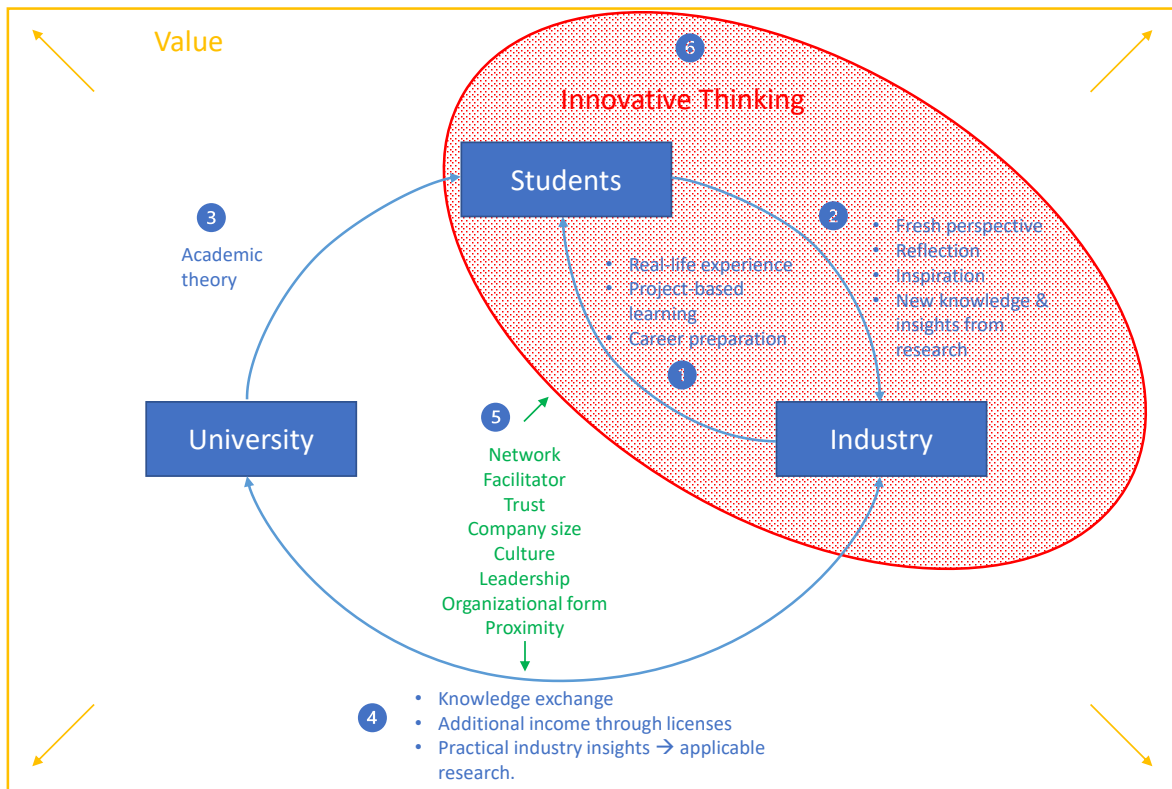 Value
6
Innovative Thinking
Students
3
Academic
theory
2
• Fresh perspective
• Reflection
• Inspiration
• New knowledge &
insights from
research
• Real-life experience
• Project-based
learning
• Career preparation
1
University
Industry
5
Network
Facilitator
Trust
Company size
Culture
Leadership
Organizational form
Proximity
4
• Knowledge exchange
• Additional income through licenses
• Practical industry insights → applicable
research.